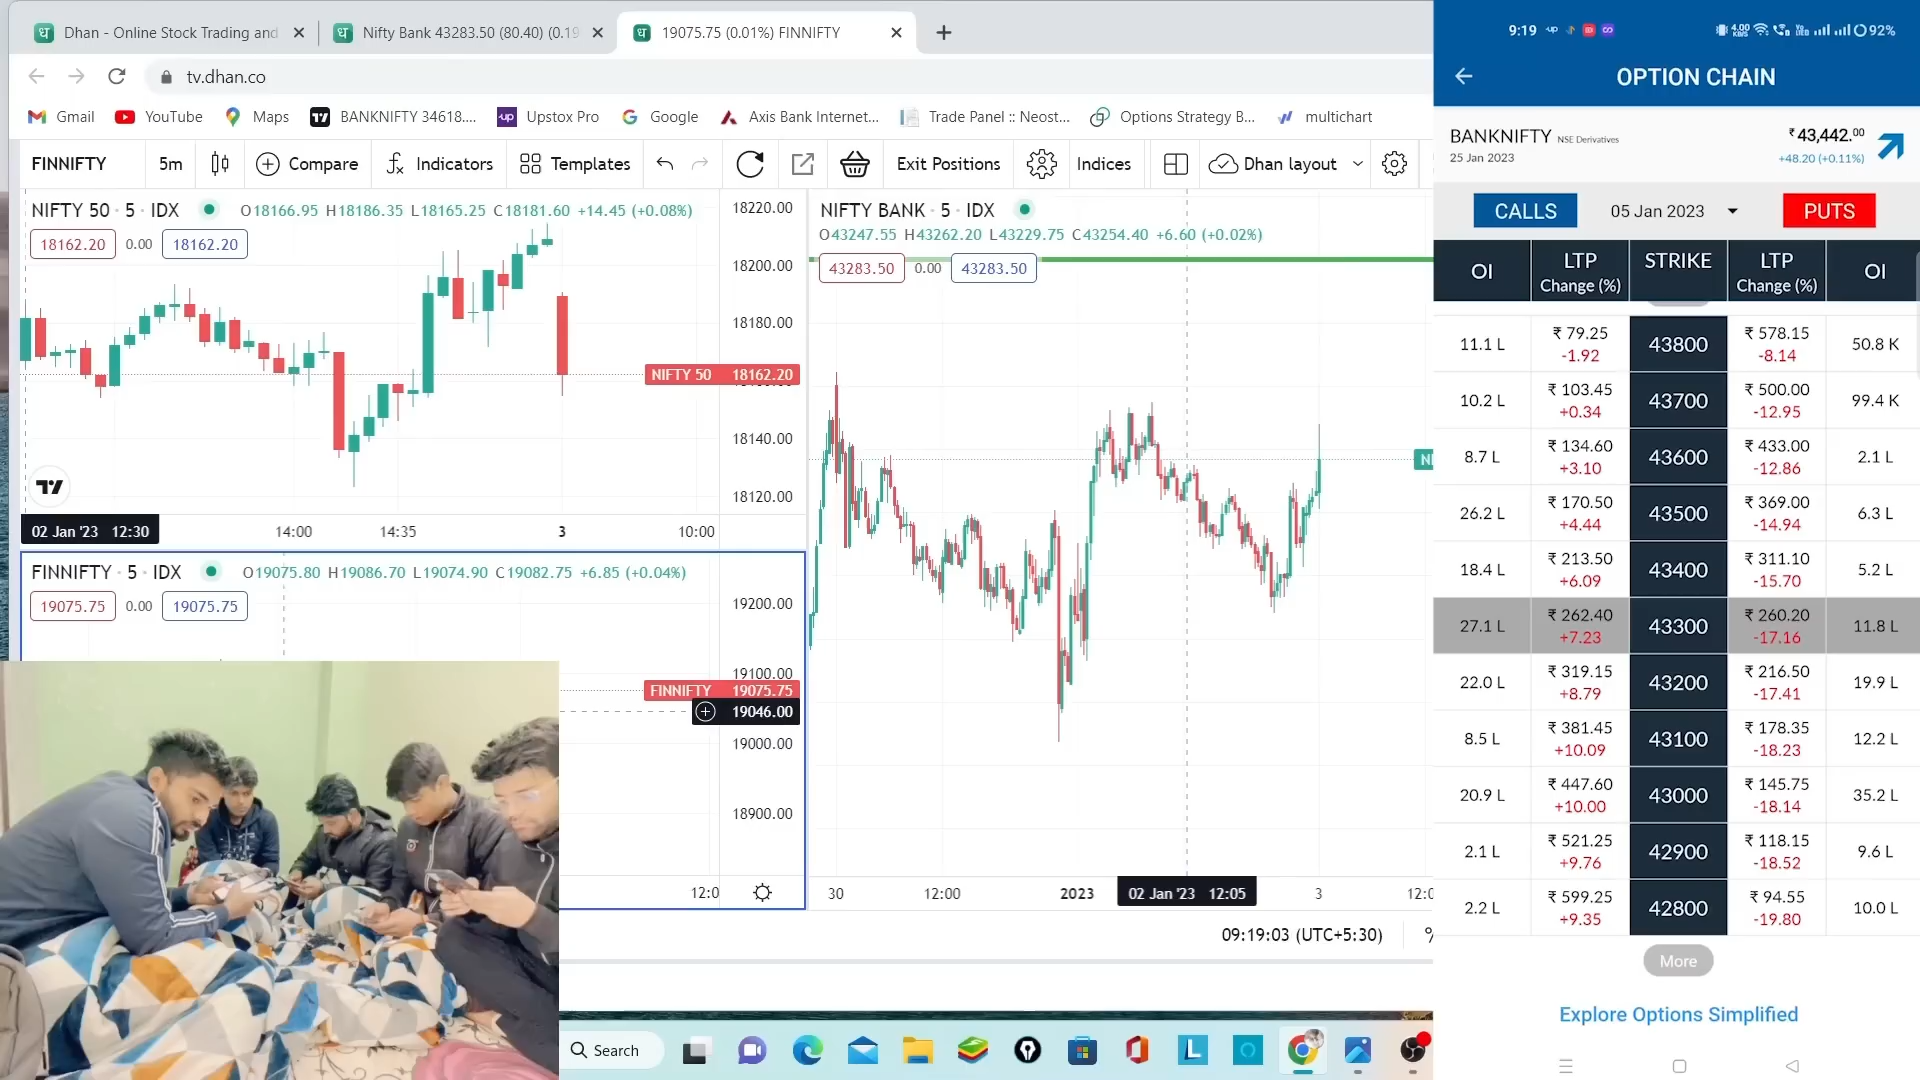 Dhan - Online Stock Trading and
Nifty Bank 43283.50 (80.40) (0.19
19075.75 (0.01%) FINNIFTY
tv.dhan.co
Gmail
YouTube
Maps
BANKNIFTY 34618....
Upstox Pro
Google
Axis Bank Internet...
Trade Panel :: Neost...
Options Strategy B...
multichart
FINNIFTY
5m
Compare
Indicators
Templates
Exit Positions
Indices
Dhan layout
NIFTY 50 · 5 · IDX
O18166.95 H18186.35 L18165.25 C18181.60 +14.45 (+0.08%)
18162.20 0.00 18162.20
18220.00
18200.00
18180.00
NIFTY 50 18162.20
18140.00
18120.00
02 Jan '23 12:30
14:00
14:35
3
10:00
FINNIFTY · 5 · IDX
O19075.80 H19086.70 L19074.90 C19082.75 +6.85 (+0.04%)
19075.75 0.00 19075.75
19200.00
19100.00
FINNIFTY 19075.75
19046.00
19000.00
18900.00
12:0
NIFTY BANK · 5 · IDX
O43247.55 H43262.20 L43229.75 C43254.40 +6.60 (+0.02%)
43283.50 0.00 43283.50
30
12:00
2023
02 Jan '23 12:05
3
12:0
09:19:03 (UTC+5:30)
%
Search
9:19
4.00
KB/S
92%
OPTION CHAIN
BANKNIFTY NSE Derivatives
25 Jan 2023
₹ 43,442.00
+48.20 (+0.11%)
CALLS
05 Jan 2023
PUTS
OI
LTP
Change (%)
STRIKE
LTP
Change (%)
OI
11.1 L ₹ 79.25 -1.92 43800 ₹ 578.15 -8.14 50.8 K
10.2 L ₹ 103.45 +0.34 43700 ₹ 500.00 -12.95 99.4 K
8.7 L ₹ 134.60 +3.10 43600 ₹ 433.00 -12.86 2.1 L
26.2 L ₹ 170.50 +4.44 43500 ₹ 369.00 -14.94 6.3 L
18.4 L ₹ 213.50 +6.09 43400 ₹ 311.10 -15.70 5.2 L
27.1 L ₹ 262.40 +7.23 43300 ₹ 260.20 -17.16 11.8 L
22.0 L ₹ 319.15 +8.79 43200 ₹ 216.50 -17.41 19.9 L
8.5 L ₹ 381.45 +10.09 43100 ₹ 178.35 -18.23 12.2 L
20.9 L ₹ 447.60 +10.00 43000 ₹ 145.75 -18.14 35.2 L
2.1 L ₹ 521.25 +9.76 42900 ₹ 118.15 -18.52 9.6 L
2.2 L ₹ 599.25 +9.35 42800 ₹ 94.55 -19.80 10.0 L
More
Explore Options Simplified